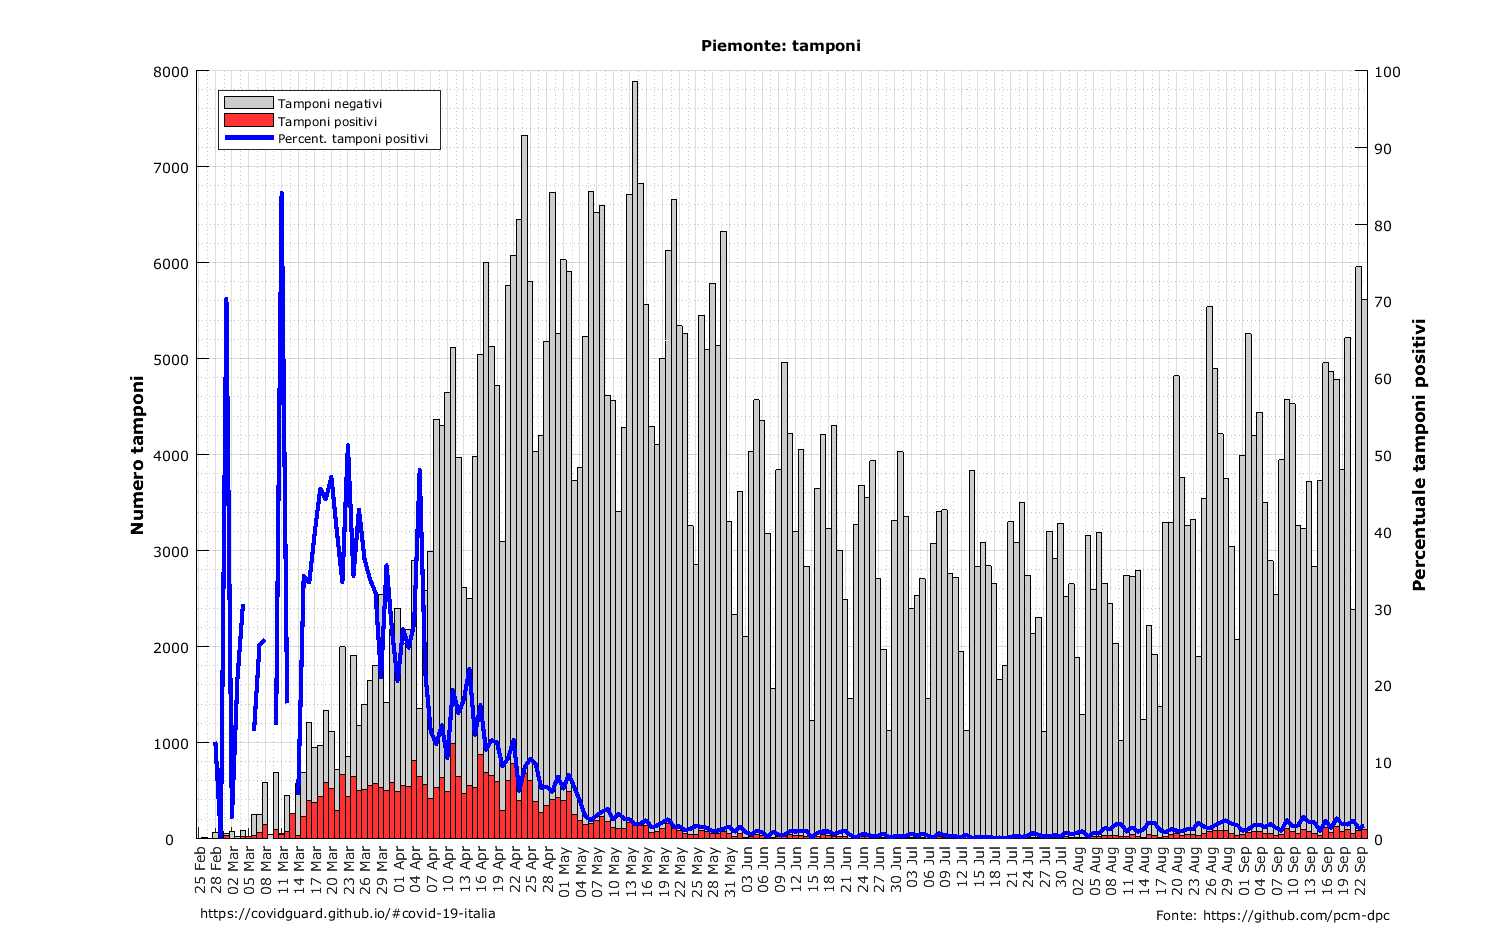 Piemonte: tamponi
8000
7000
6000
5000
4000
3000
2000
1000
0
Numero tamponi
Tamponi negativi
Tamponi positivi
Percent. tamponi positivi
100
90
80
70
60
50
40
30
20
10
0
Percentuale tamponi positivi
25 Feb
28 Feb
02 Mar
05 Mar
08 Mar
11 Mar
14 Mar
17 Mar
20 Mar
23 Mar
26 Mar
29 Mar
01 Apr
04 Apr
07 Apr
10 Apr
13 Apr
16 Apr
19 Apr
22 Apr
25 Apr
28 Apr
01 May
04 May
07 May
10 May
13 May
16 May
19 May
22 May
25 May
28 May
31 May
03 Jun
06 Jun
09 Jun
12 Jun
15 Jun
18 Jun
21 Jun
24 Jun
27 Jun
30 Jun
03 Jul
06 Jul
09 Jul
12 Jul
15 Jul
18 Jul
21 Jul
24 Jul
27 Jul
30 Jul
02 Aug
05 Aug
08 Aug
11 Aug
14 Aug
17 Aug
20 Aug
23 Aug
26 Aug
29 Aug
01 Sep
04 Sep
07 Sep
10 Sep
13 Sep
16 Sep
19 Sep
22 Sep
https://covidguard.github.io/#covid-19-italia
Fonte: https://github.com/pcm-dpc